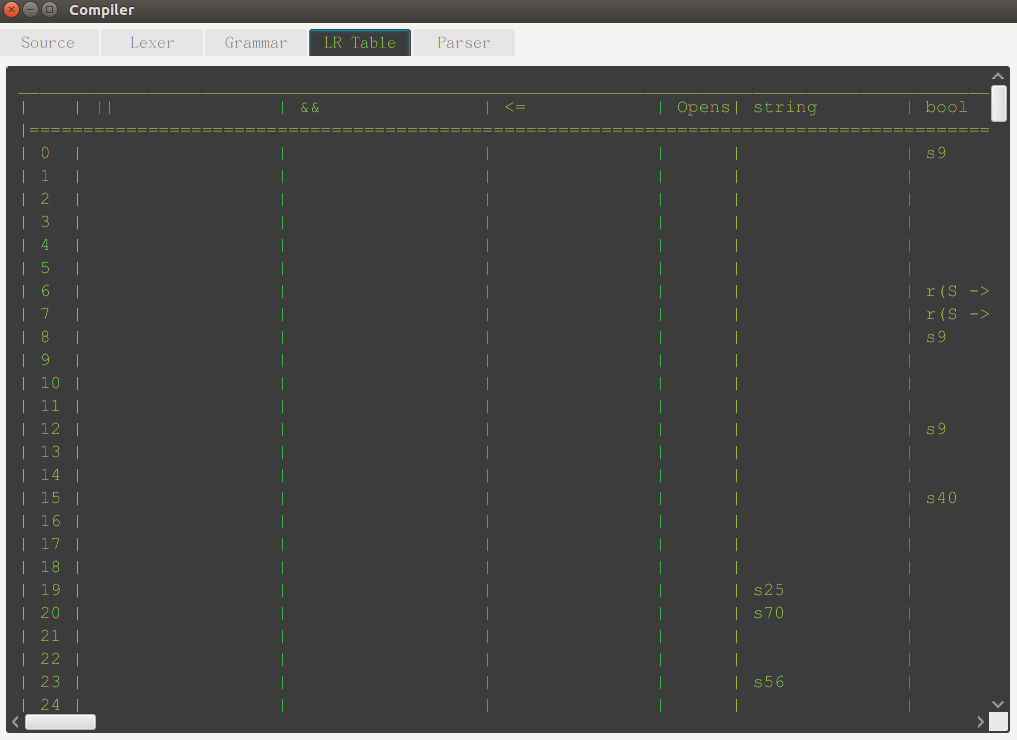 Compiler
Source Lexer Grammar LR Table Parser
| | || | && | <= | Opens| string | bool
|=========================================================================================
| 0 | | | | | | s9
| 1 | | | | | |
| 2 | | | | | |
| 3 | | | | | |
| 4 | | | | | |
| 5 | | | | | |
| 6 | | | | | | r(S ->
| 7 | | | | | | r(S ->
| 8 | | | | | | s9
| 9 | | | | | |
| 10 | | | | | |
| 11 | | | | | |
| 12 | | | | | | s9
| 13 | | | | | |
| 14 | | | | | |
| 15 | | | | | | s40
| 16 | | | | | |
| 17 | | | | | |
| 18 | | | | | |
| 19 | | | | | s25 |
| 20 | | | | | s70 |
| 21 | | | | | |
| 22 | | | | | |
| 23 | | | | | s56 |
| 24 | | | | | |